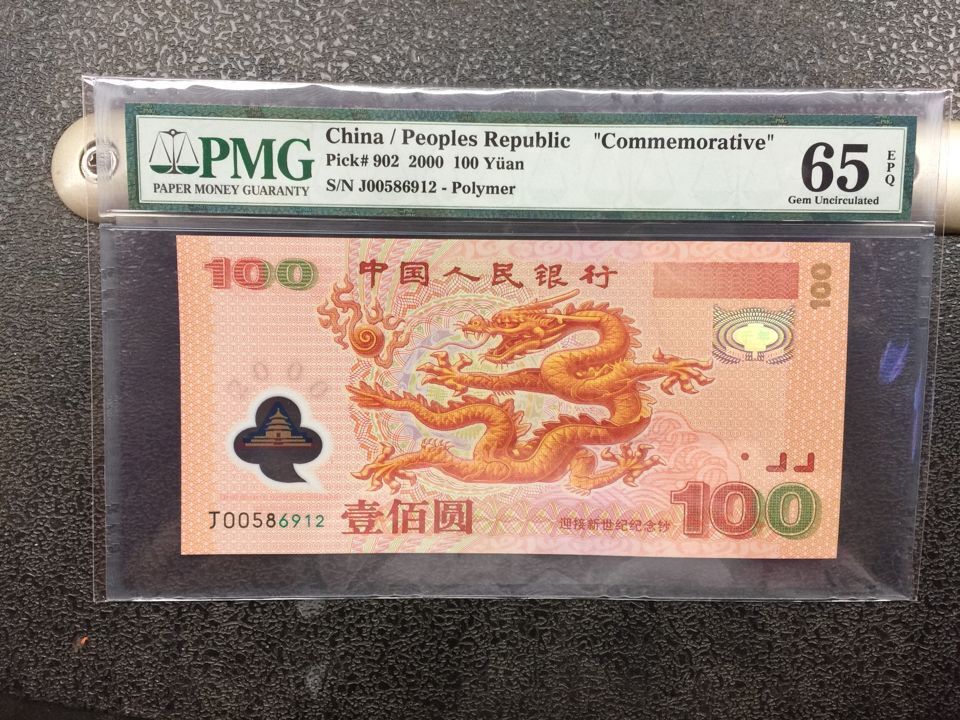 PMG
PAPER MONEY GUARANTY
China / Peoples Republic "Commemorative"
Pick# 902 2000 100 Yüan
S/N J00586912 - Polymer
65 EPQ
Gem Uncirculated
100 中国人民银行 100
2000
J00586912 壹佰圆 迎接新世纪纪念钞 100